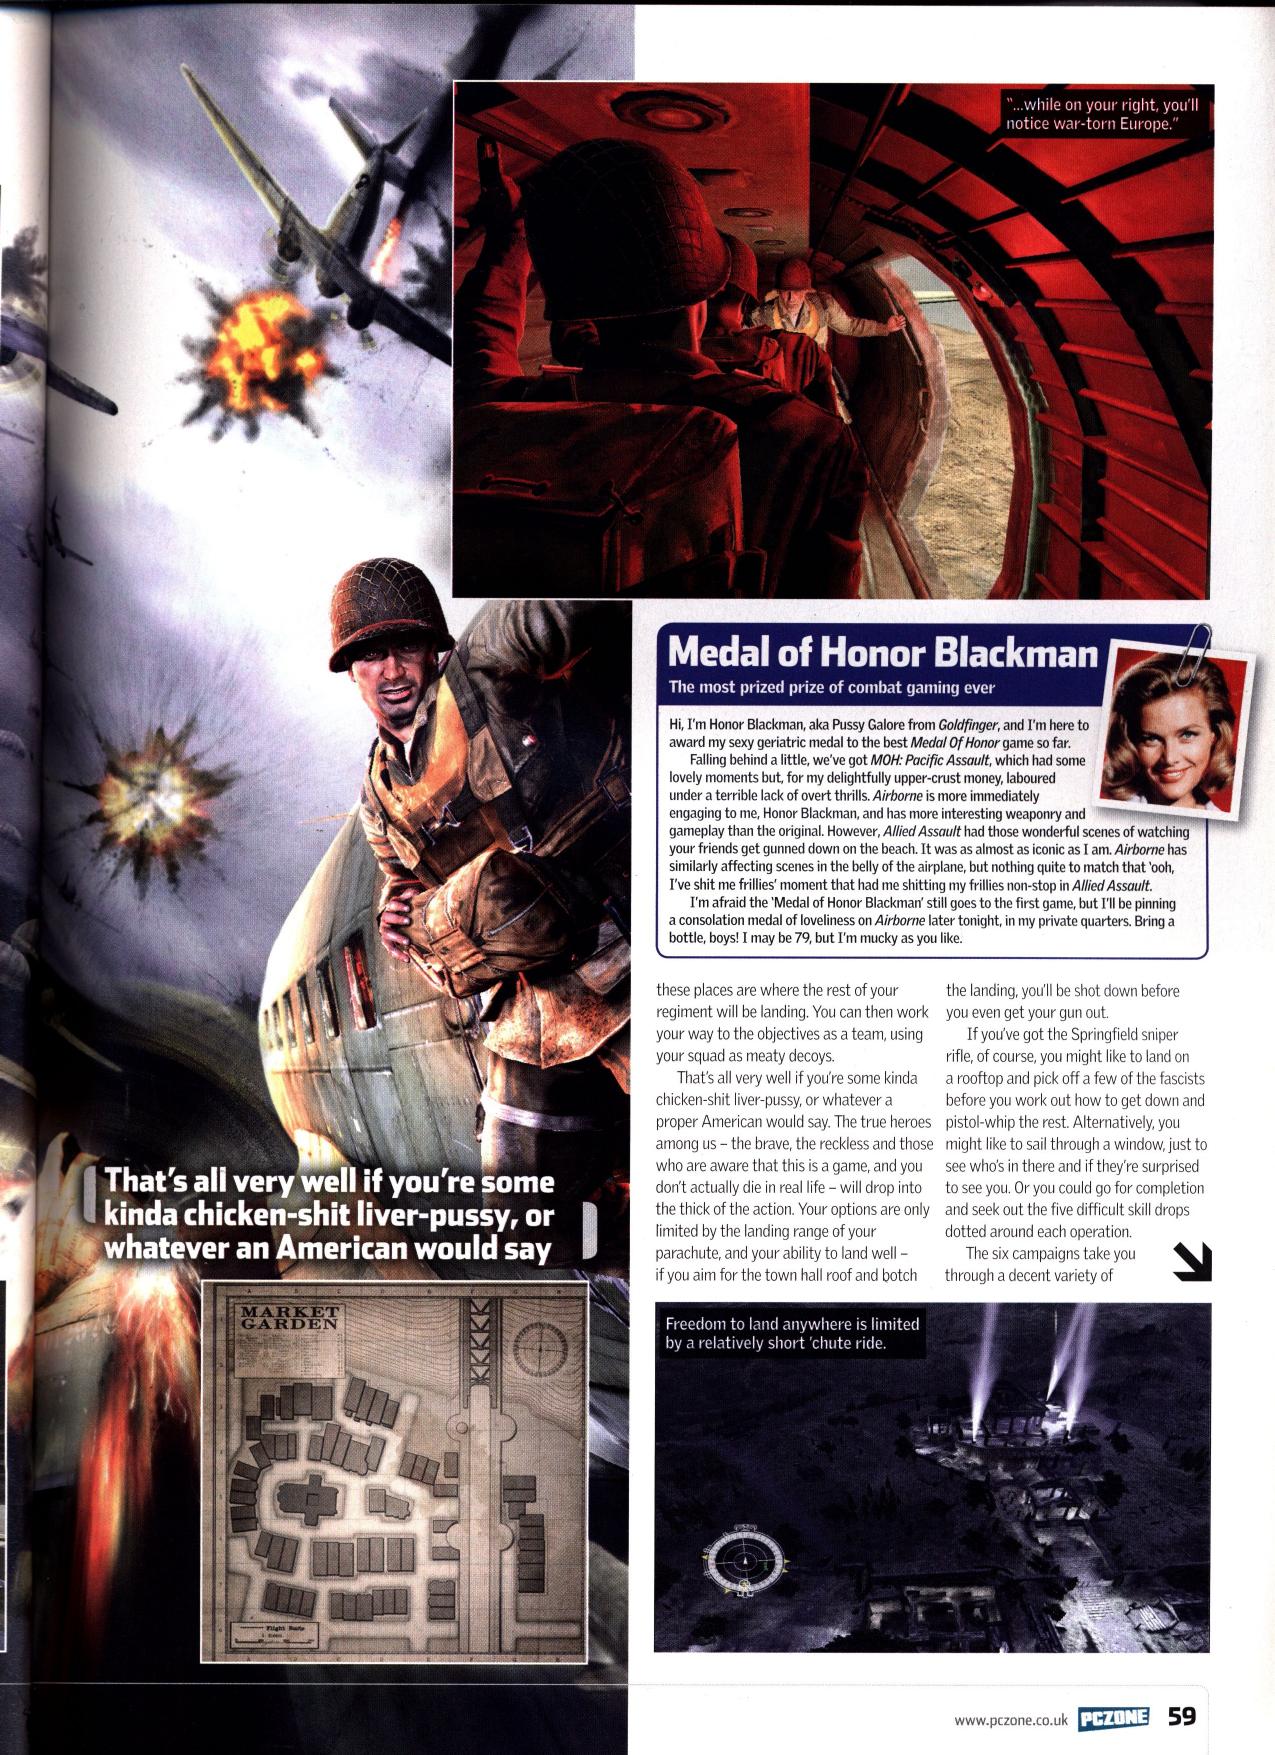 "...while on your right, you'll
notice war-torn Europe."
Medal of Honor Blackman
The most prized prize of combat gaming ever
Hi, I'm Honor Blackman, aka Pussy Galore from Goldfinger, and I'm here to
award my sexy geriatric medal to the best Medal Of Honor game so far.
Falling behind a little, we've got MOH: Pacific Assault, which had some
lovely moments but, for my delightfully upper-crust money, laboured
under a terrible lack of overt thrills. Airborne is more immediately
engaging to me, Honor Blackman, and has more interesting weaponry and
gameplay than the original. However, Allied Assault had those wonderful scenes of watching
your friends get gunned down on the beach. It was as almost as iconic as I am. Airborne has
similarly affecting scenes in the belly of the airplane, but nothing quite to match that 'ooh,
I've shit me frillies' moment that had me shitting my frillies non-stop in Allied Assault.
I'm afraid the 'Medal of Honor Blackman' still goes to the first game, but I'll be pinning
a consolation medal of loveliness on Airborne later tonight, in my private quarters. Bring a
bottle, boys! I may be 79, but I'm mucky as you like.
these places are where the rest of your
regiment will be landing. You can then work
your way to the objectives as a team, using
your squad as meaty decoys.
That's all very well if you're some kinda
chicken-shit liver-pussy, or whatever a
proper American would say. The true heroes
among us – the brave, the reckless and those
who are aware that this is a game, and you
don't actually die in real life – will drop into
the thick of the action. Your options are only
limited by the landing range of your
parachute, and your ability to land well –
if you aim for the town hall roof and botch
the landing, you'll be shot down before
you even get your gun out.
If you've got the Springfield sniper
rifle, of course, you might like to land on
a rooftop and pick off a few of the fascists
before you work out how to get down and
pistol-whip the rest. Alternatively, you
might like to sail through a window, just to
see who's in there and if they're surprised
to see you. Or you could go for completion
and seek out the five difficult skill drops
dotted around each operation.
The six campaigns take you
through a decent variety of
That's all very well if you're some
kinda chicken-shit liver-pussy, or
whatever an American would say
MARKET
GARDEN
Flight Route
Freedom to land anywhere is limited
by a relatively short 'chute ride.
www.pczone.co.uk PCZONE 59